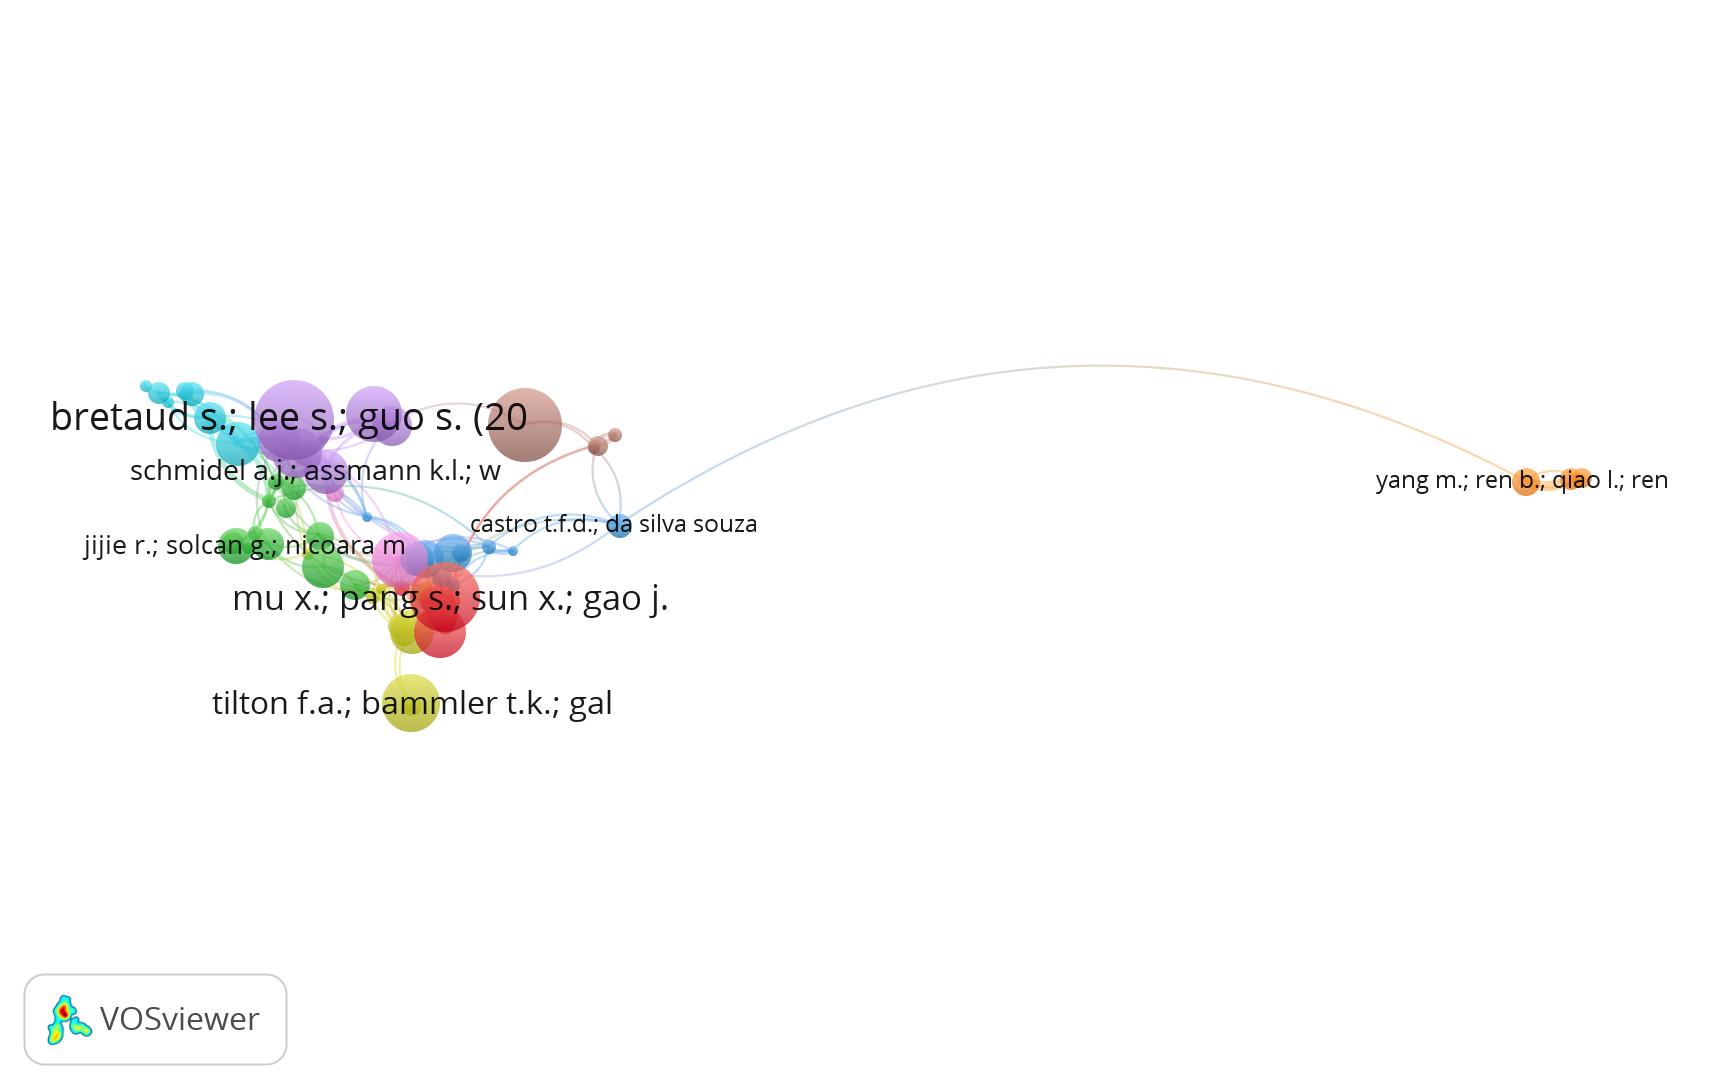 bretaud s.; lee s.; guo s. (20
schmidel a.j.; assmann k.l.; w
yang m.; ren b.; qiao l.; ren
castro t.f.d.; da silva souza
jijie r.; solcan g.; nicoara m
mu x.; pang s.; sun x.; gao j.
tilton f.a.; bammler t.k.; gal
VOSviewer